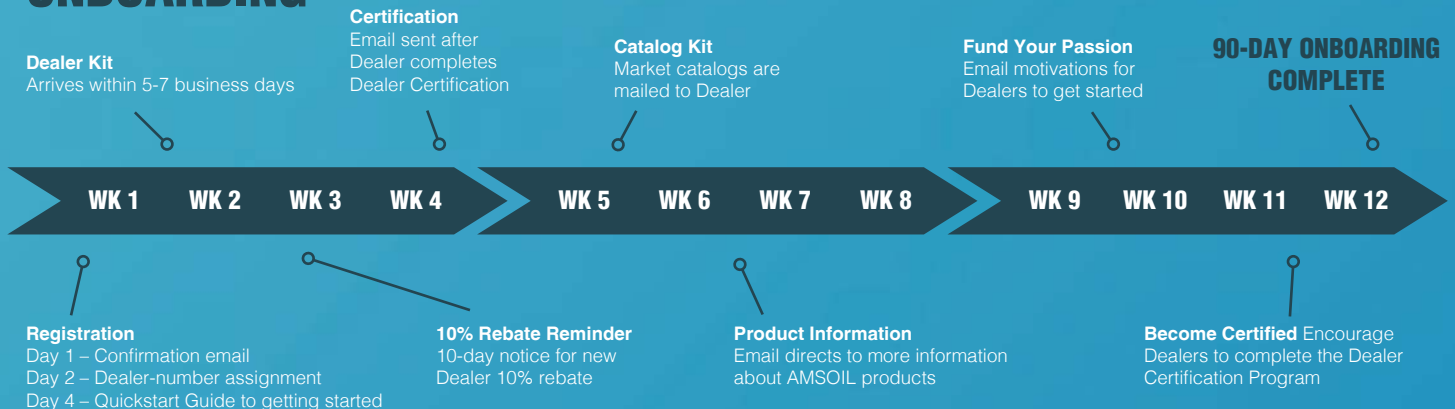 ONBOARDING
Dealer Kit
Arrives within 5-7 business days
Certification
Email sent after
Dealer completes
Dealer Certification
Catalog Kit
Market catalogs are
mailed to Dealer
Fund Your Passion
Email motivations for
Dealers to get started
90-DAY ONBOARDING
COMPLETE
WK 1 WK 2 WK 3 WK 4 WK 5 WK 6 WK 7 WK 8 WK 9 WK 10 WK 11 WK 12
Registration
Day 1 – Confirmation email
Day 2 – Dealer-number assignment
Day 4 – Quickstart Guide to getting started
10% Rebate Reminder
10-day notice for new
Dealer 10% rebate
Product Information
Email directs to more information
about AMSOIL products
Become Certified Encourage
Dealers to complete the Dealer
Certification Program